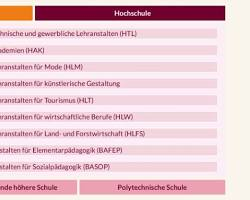 Hochschule
hnische und gewerbliche Lehranstalten (HTL)
demien (HAK)
ranstalten für Mode (HLM)
ranstalten für künstlerische Gestaltung
ranstalten für Tourismus (HLT)
ranstalten für wirtschaftliche Berufe (HLW)
ranstalten für Land- und Forstwirtschaft (HLFS)
stalten für Elementarpädagogik (BAFEP)
stalten für Sozialpädagogik (BASOP)
nde höhere Schule
Polytechnische Schule